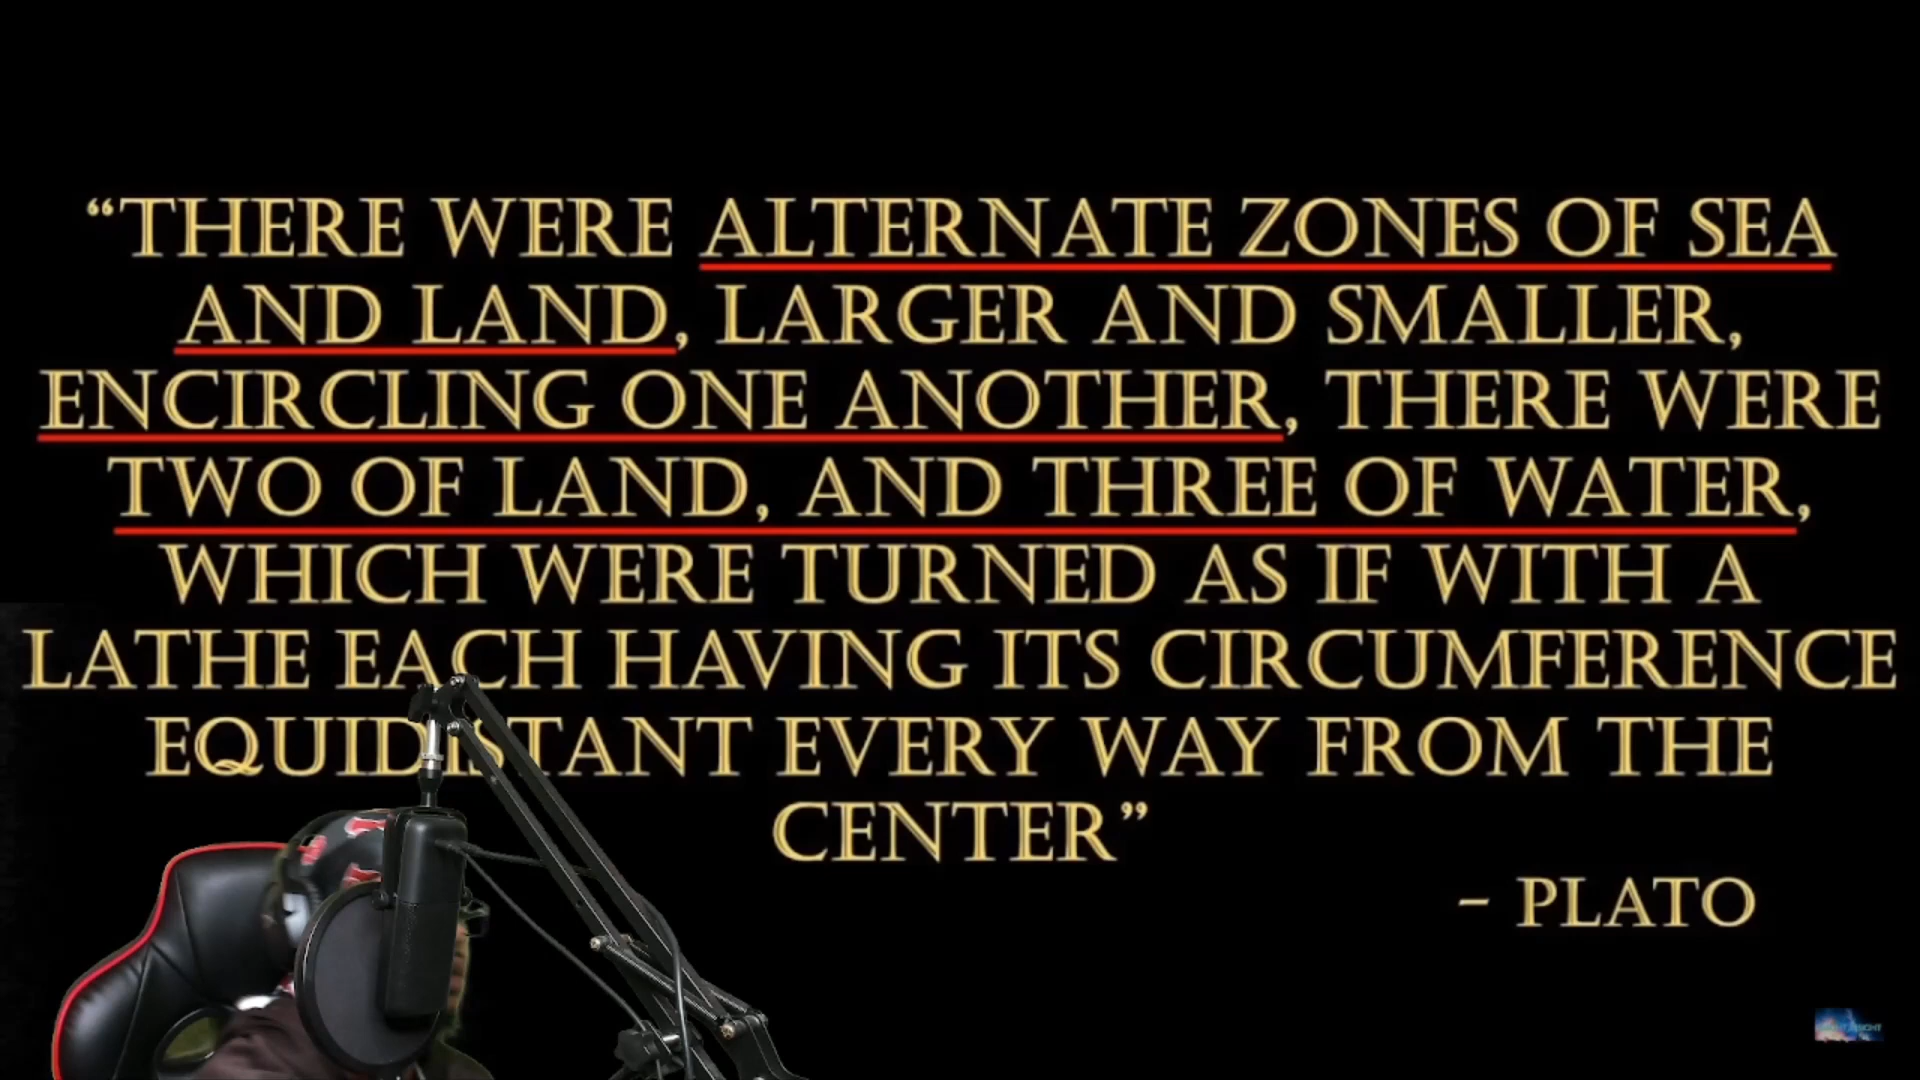 “THERE WERE ALTERNATE ZONES OF SEA
AND LAND, LARGER AND SMALLER,
ENCIRCLING ONE ANOTHER, THERE WERE
TWO OF LAND, AND THREE OF WATER,
WHICH WERE TURNED AS IF WITH A
LATHE EACH HAVING ITS CIRCUMFERENCE
EQUIDISTANT EVERY WAY FROM THE
CENTER”
- PLATO